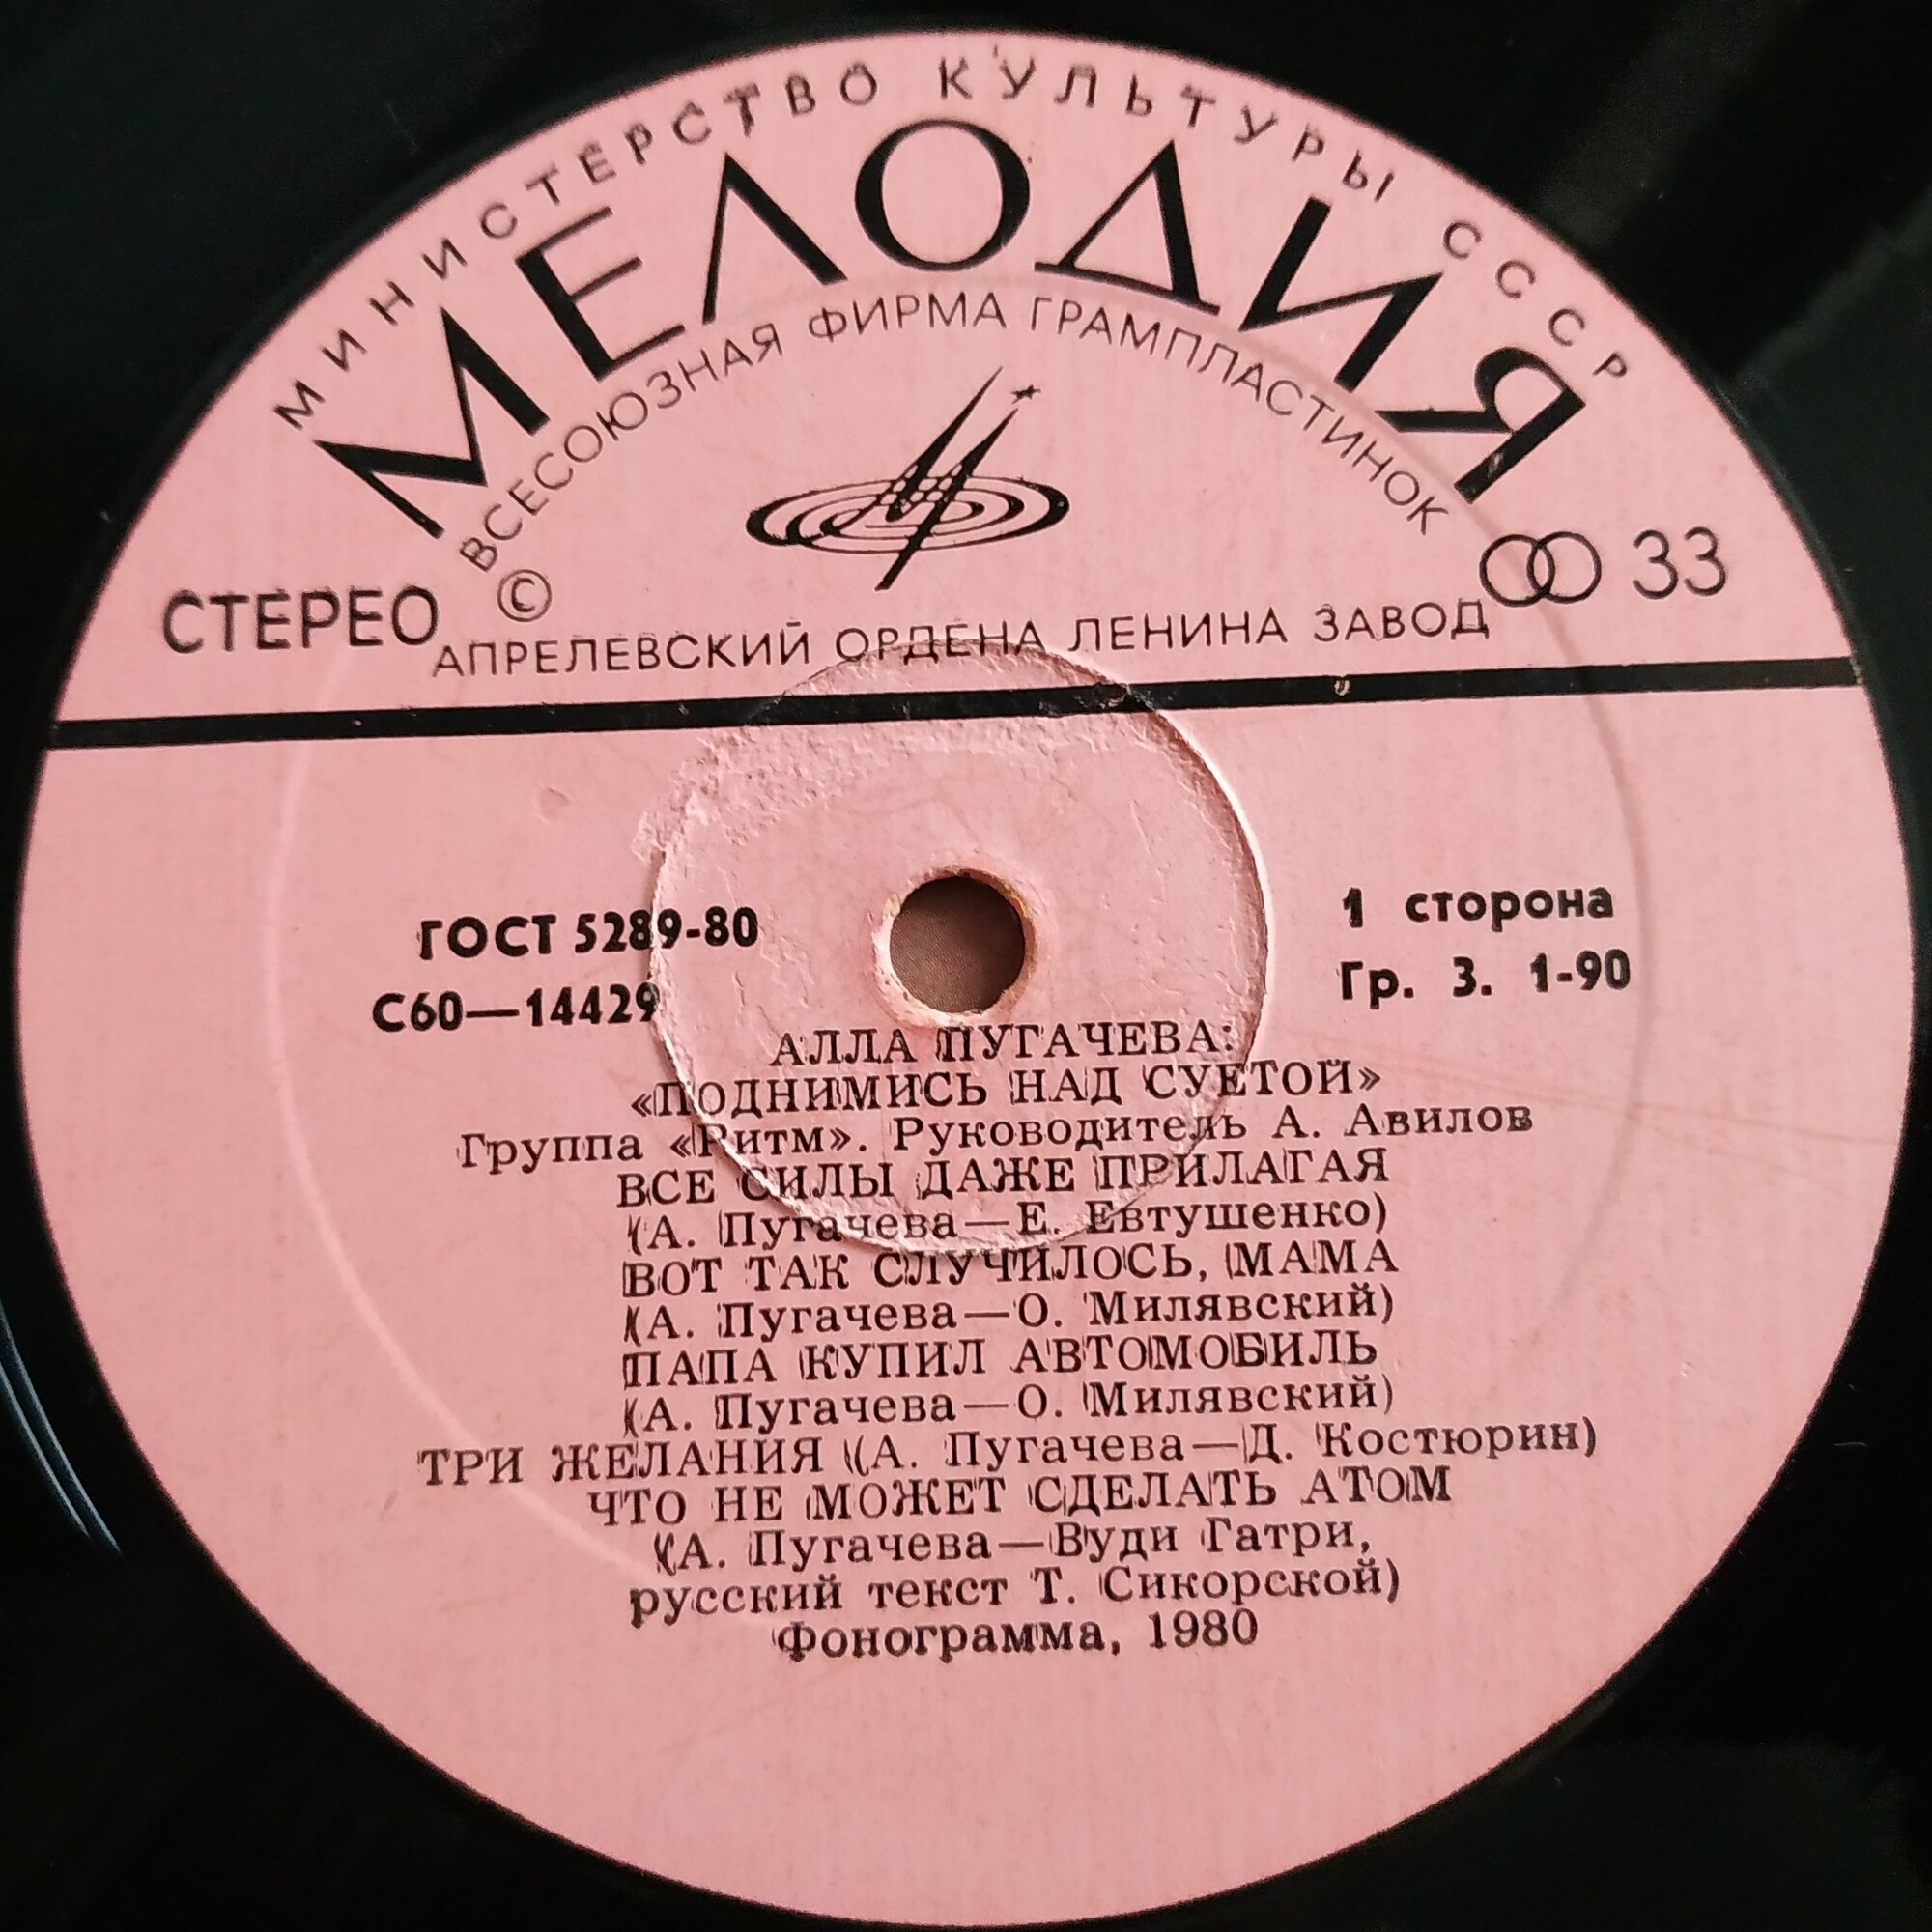 МИНИСТЕРСТВО КУЛЬТУРЫ СССР
МЕЛОДИЯ
ВСЕСОЮЗНАЯ ФИРМА ГРАМПЛАСТИНОК
СТЕРЕО © 33
АПРЕЛЕВСКИЙ ОРДЕНА ЛЕНИНА ЗАВОД
ГОСТ 5289-80 1 сторона
С60—14429 Гр. 3. 1-90
АЛЛА ПУГАЧЕВА:
«ПОДНИМИСЬ НАД СУЕТОЙ»
Группа «Ритм». Руководитель А. Авилов
ВСЕ СИЛЫ ДАЖЕ ПРИЛАГАЯ
(А. Пугачева—Е. Евтушенко)
ВОТ ТАК СЛУЧИЛОСЬ, МАМА
(А. Пугачева—О. Милявский)
ПАПА КУПИЛ АВТОМОБИЛЬ
(А. Пугачева—О. Милявский)
ТРИ ЖЕЛАНИЯ (А. Пугачева—Д. Костюрин)
ЧТО НЕ МОЖЕТ СДЕЛАТЬ АТОМ
(А. Пугачева—Вуди Гатри,
русский текст Т. Сикорской)
Фонограмма, 1980